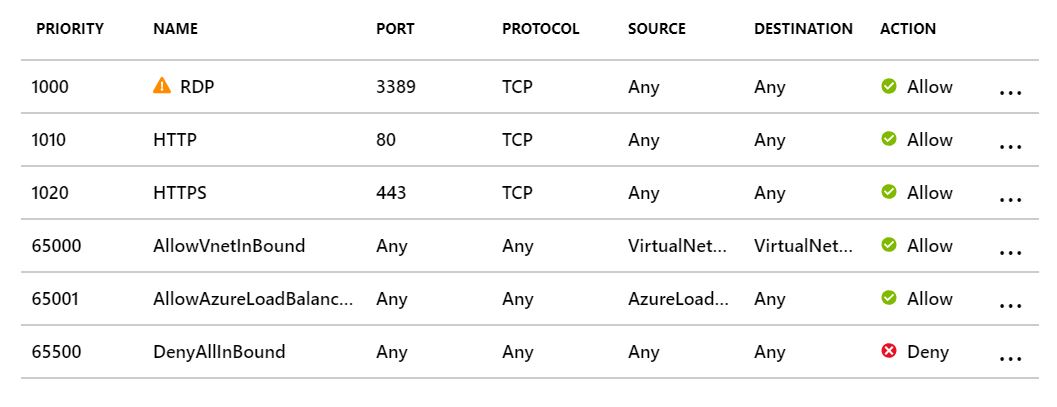 PRIORITY NAME PORT PROTOCOL SOURCE DESTINATION ACTION
1000 RDP 3389 TCP Any Any Allow ...
1010 HTTP 80 TCP Any Any Allow ...
1020 HTTPS 443 TCP Any Any Allow ...
65000 AllowVnetInBound Any Any VirtualNet... VirtualNet... Allow ...
65001 AllowAzureLoadBalanc... Any Any AzureLoad... Any Allow ...
65500 DenyAllInBound Any Any Any Any Deny ...